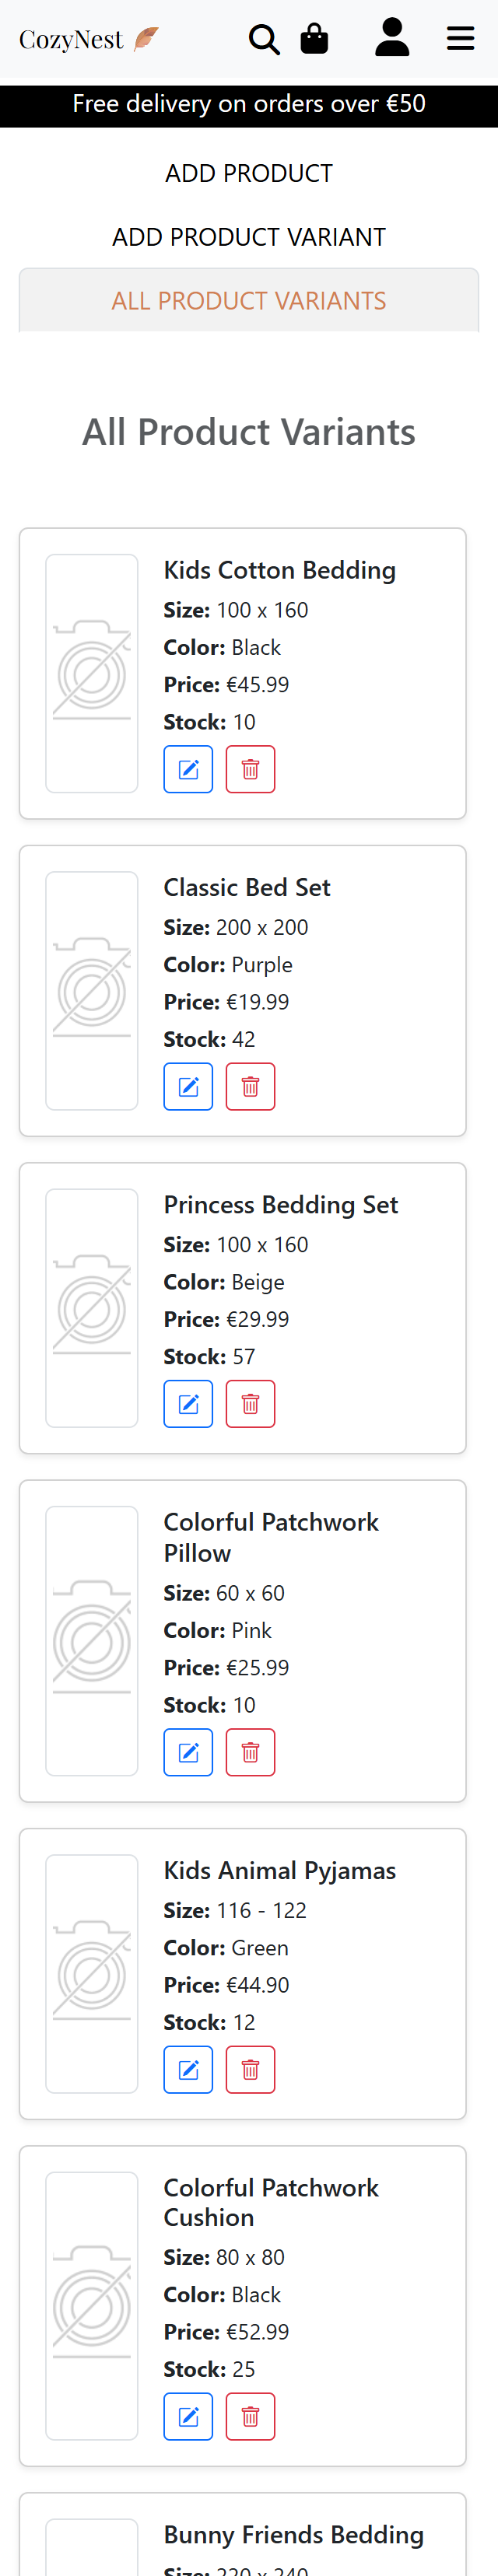 CozyNest
Free delivery on orders over €50
ADD PRODUCT
ADD PRODUCT VARIANT
ALL PRODUCT VARIANTS
All Product Variants
Kids Cotton Bedding
Size: 100 x 160
Color: Black
Price: €45.99
Stock: 10
Classic Bed Set
Size: 200 x 200
Color: Purple
Price: €19.99
Stock: 42
Princess Bedding Set
Size: 100 x 160
Color: Beige
Price: €29.99
Stock: 57
Colorful Patchwork
Pillow
Size: 60 x 60
Color: Pink
Price: €25.99
Stock: 10
Kids Animal Pyjamas
Size: 116 - 122
Color: Green
Price: €44.90
Stock: 12
Colorful Patchwork
Cushion
Size: 80 x 80
Color: Black
Price: €52.99
Stock: 25
Bunny Friends Bedding
Size: 220 x 240